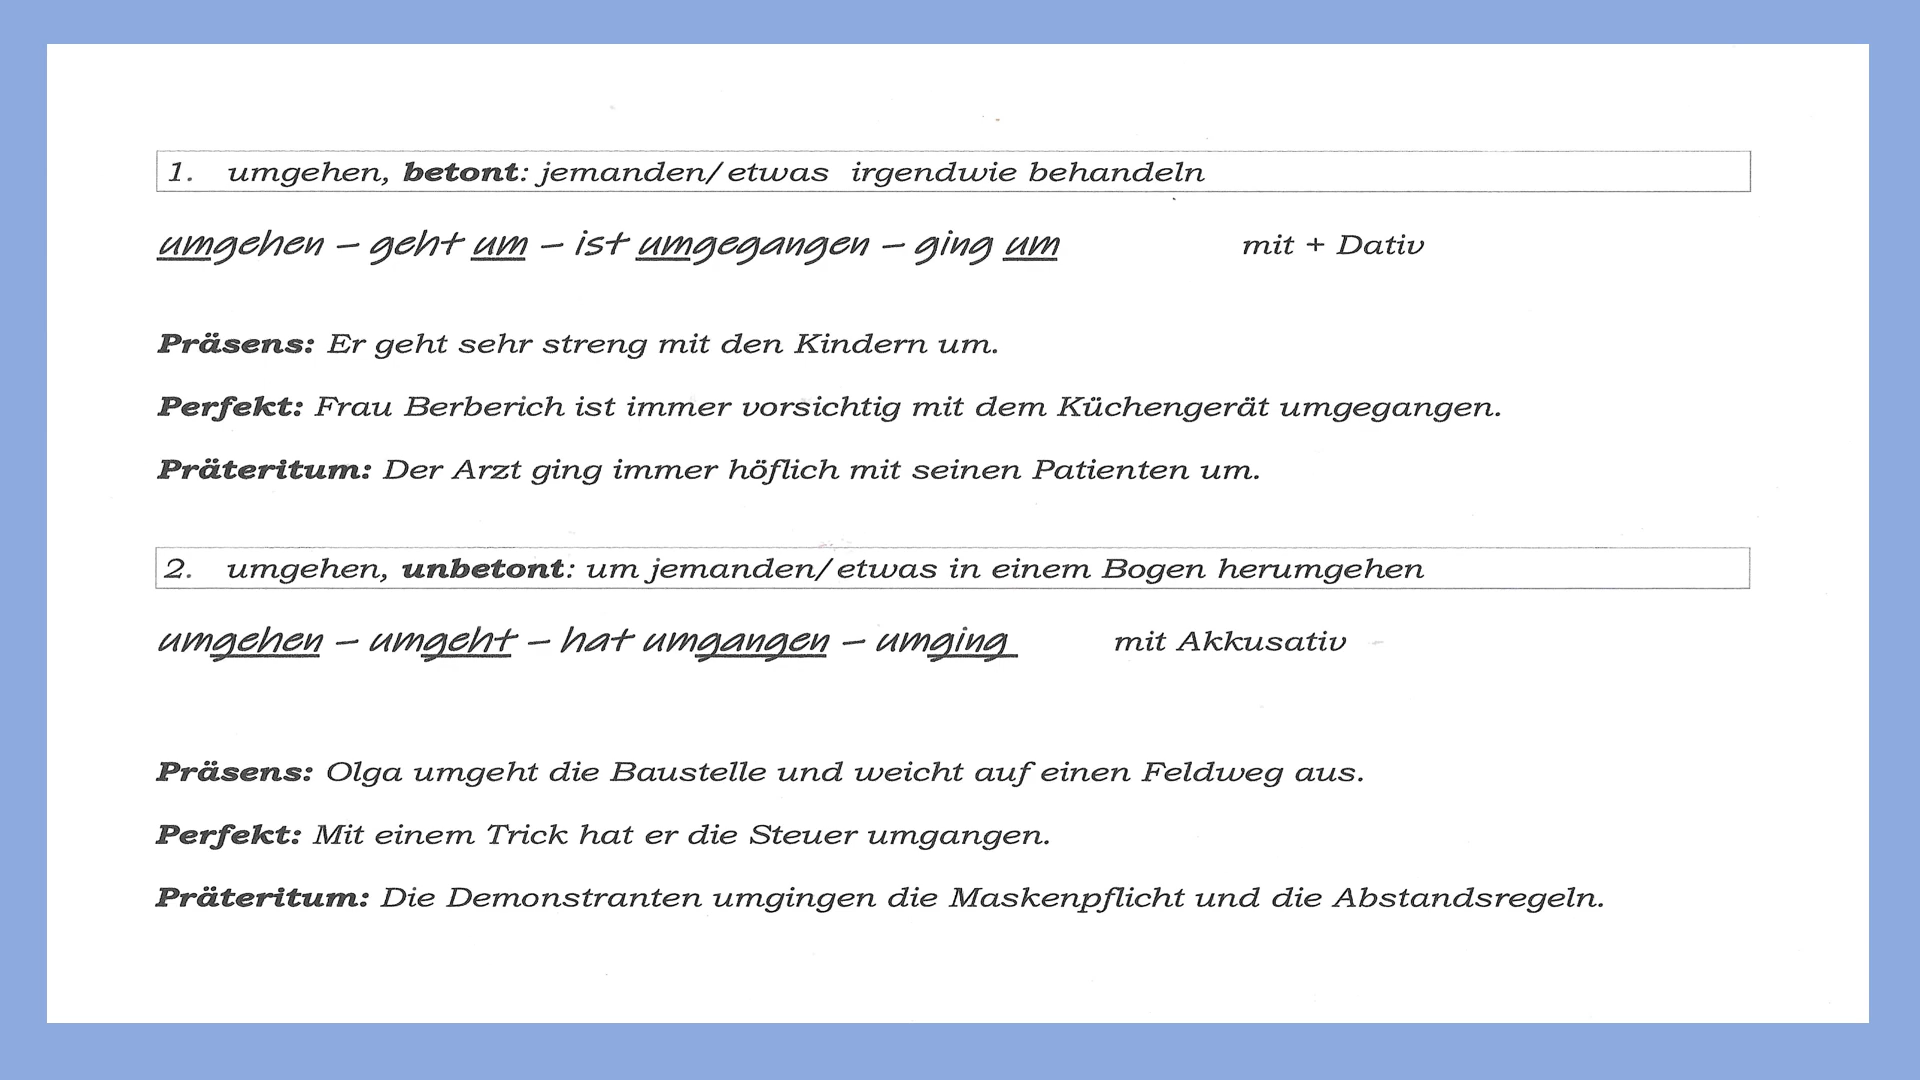 1. umgehen, betont: jemanden/etwas irgendwie behandeln
umgehen – geht um – ist umgegangen – ging um mit + Dativ
Präsens: Er geht sehr streng mit den Kindern um.
Perfekt: Frau Berberich ist immer vorsichtig mit dem Küchengerät umgegangen.
Präteritum: Der Arzt ging immer höflich mit seinen Patienten um.
2. umgehen, unbetont: um jemanden/etwas in einem Bogen herumgehen
umgehen – umgeht – hat umgangen – umging mit Akkusativ
Präsens: Olga umgeht die Baustelle und weicht auf einen Feldweg aus.
Perfekt: Mit einem Trick hat er die Steuer umgangen.
Präteritum: Die Demonstranten umgingen die Maskenpflicht und die Abstandsregeln.